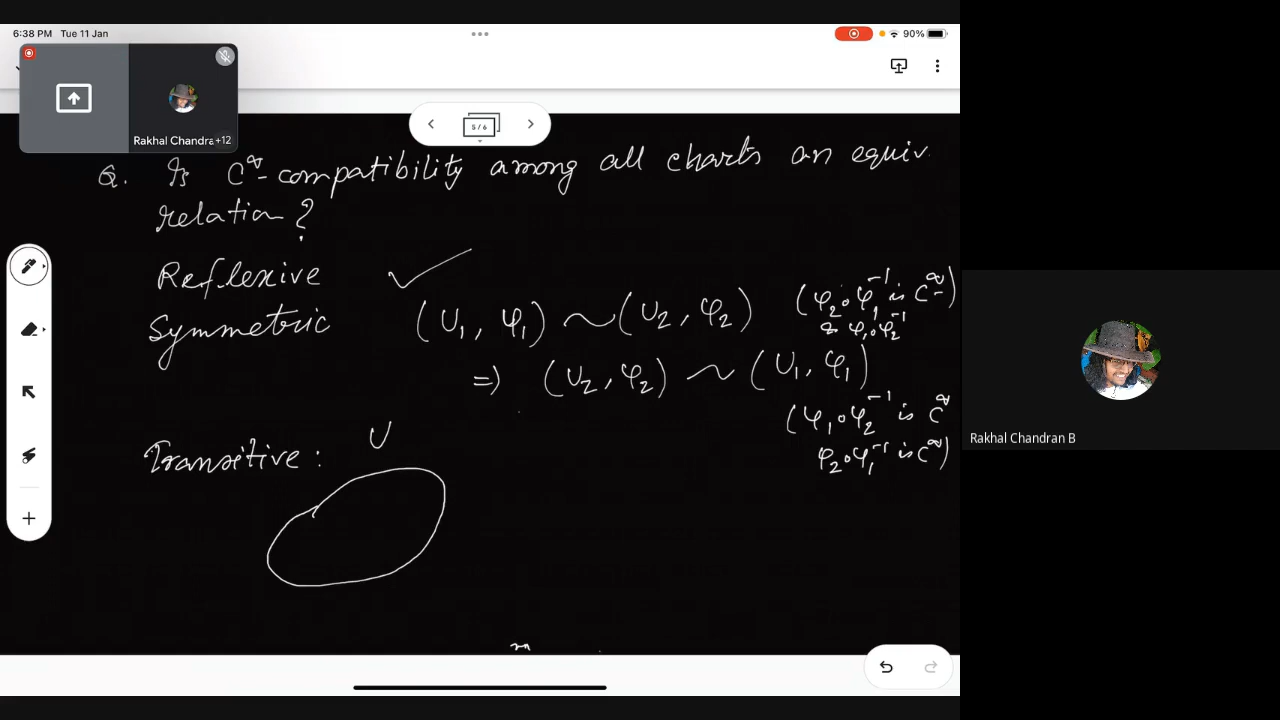 6:38 PM Tue 11 Jan
90%
Rakhal Chandra +12
5 / 6
Q. Is C^∞-compatibility among all charts an equiv.
relation?
Reflexive ✓
Symmetric (U₁, φ₁) ~ (U₂, φ₂) (φ₂∘φ₁⁻¹ is C^∞)
& φ₁∘φ₂⁻¹
=> (U₂, φ₂) ~ (U₁, φ₁)
(φ₁∘φ₂⁻¹ is C^∞
φ₂∘φ₁⁻¹ is C^∞)
Transitive : U
Rakhal Chandran B